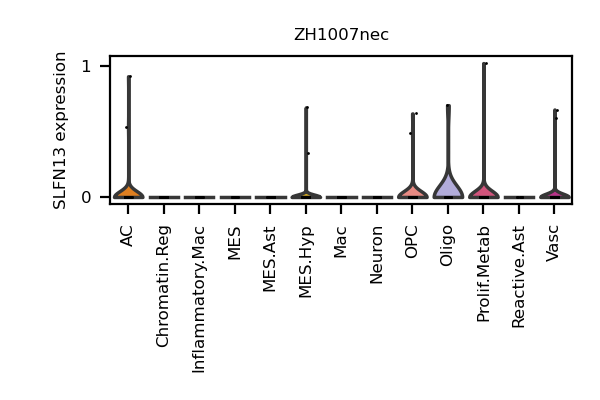 ZH1007nec
SLFN13 expression
1
0
AC
Chromatin.Reg
Inflammatory.Mac
MES
MES.Ast
MES.Hyp
Mac
Neuron
OPC
Oligo
Prolif.Metab
Reactive.Ast
Vasc